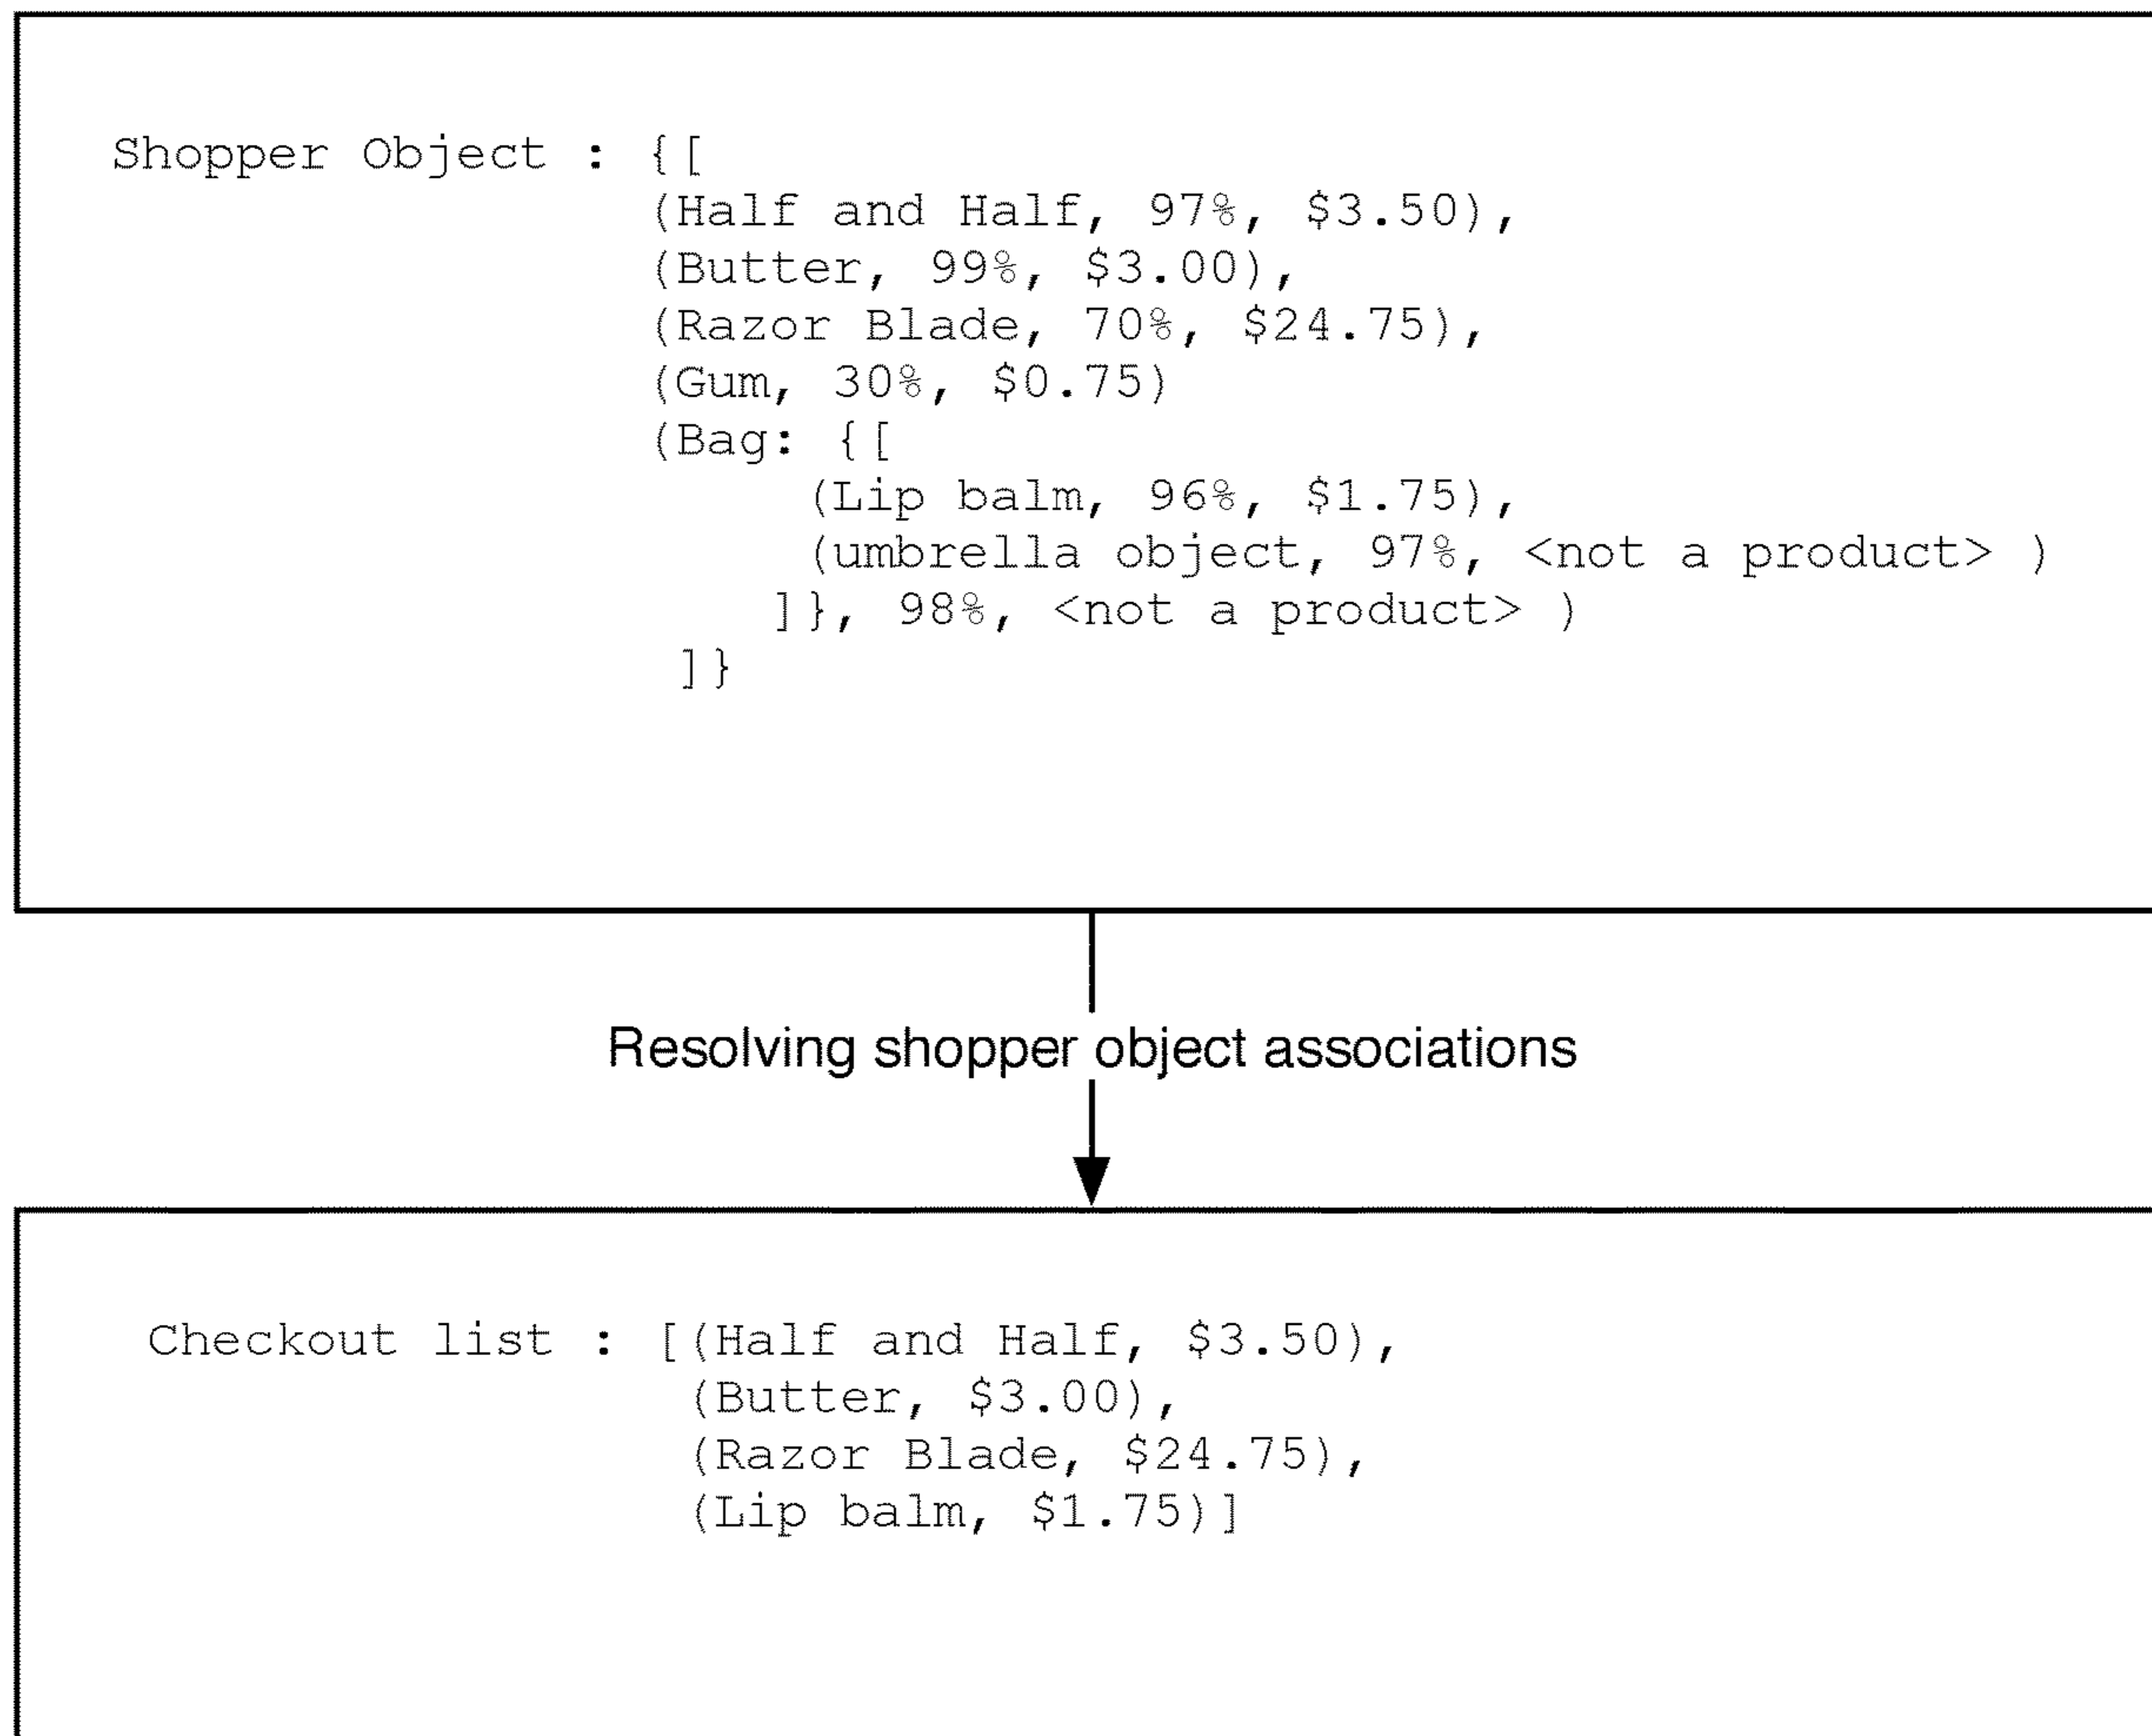 Shopper Object : {[
(Half and Half, 97%, $3.50),
(Butter, 99%, $3.00),
(Razor Blade, 70%, $24.75),
(Gum, 30%, $0.75)
(Bag: {[
(Lip balm, 96%, $1.75),
(umbrella object, 97%, <not a product> )
]}, 98%, <not a product> )
]}
Resolving shopper object associations
Checkout list : [(Half and Half, $3.50),
(Butter, $3.00),
(Razor Blade, $24.75),
(Lip balm, $1.75)]